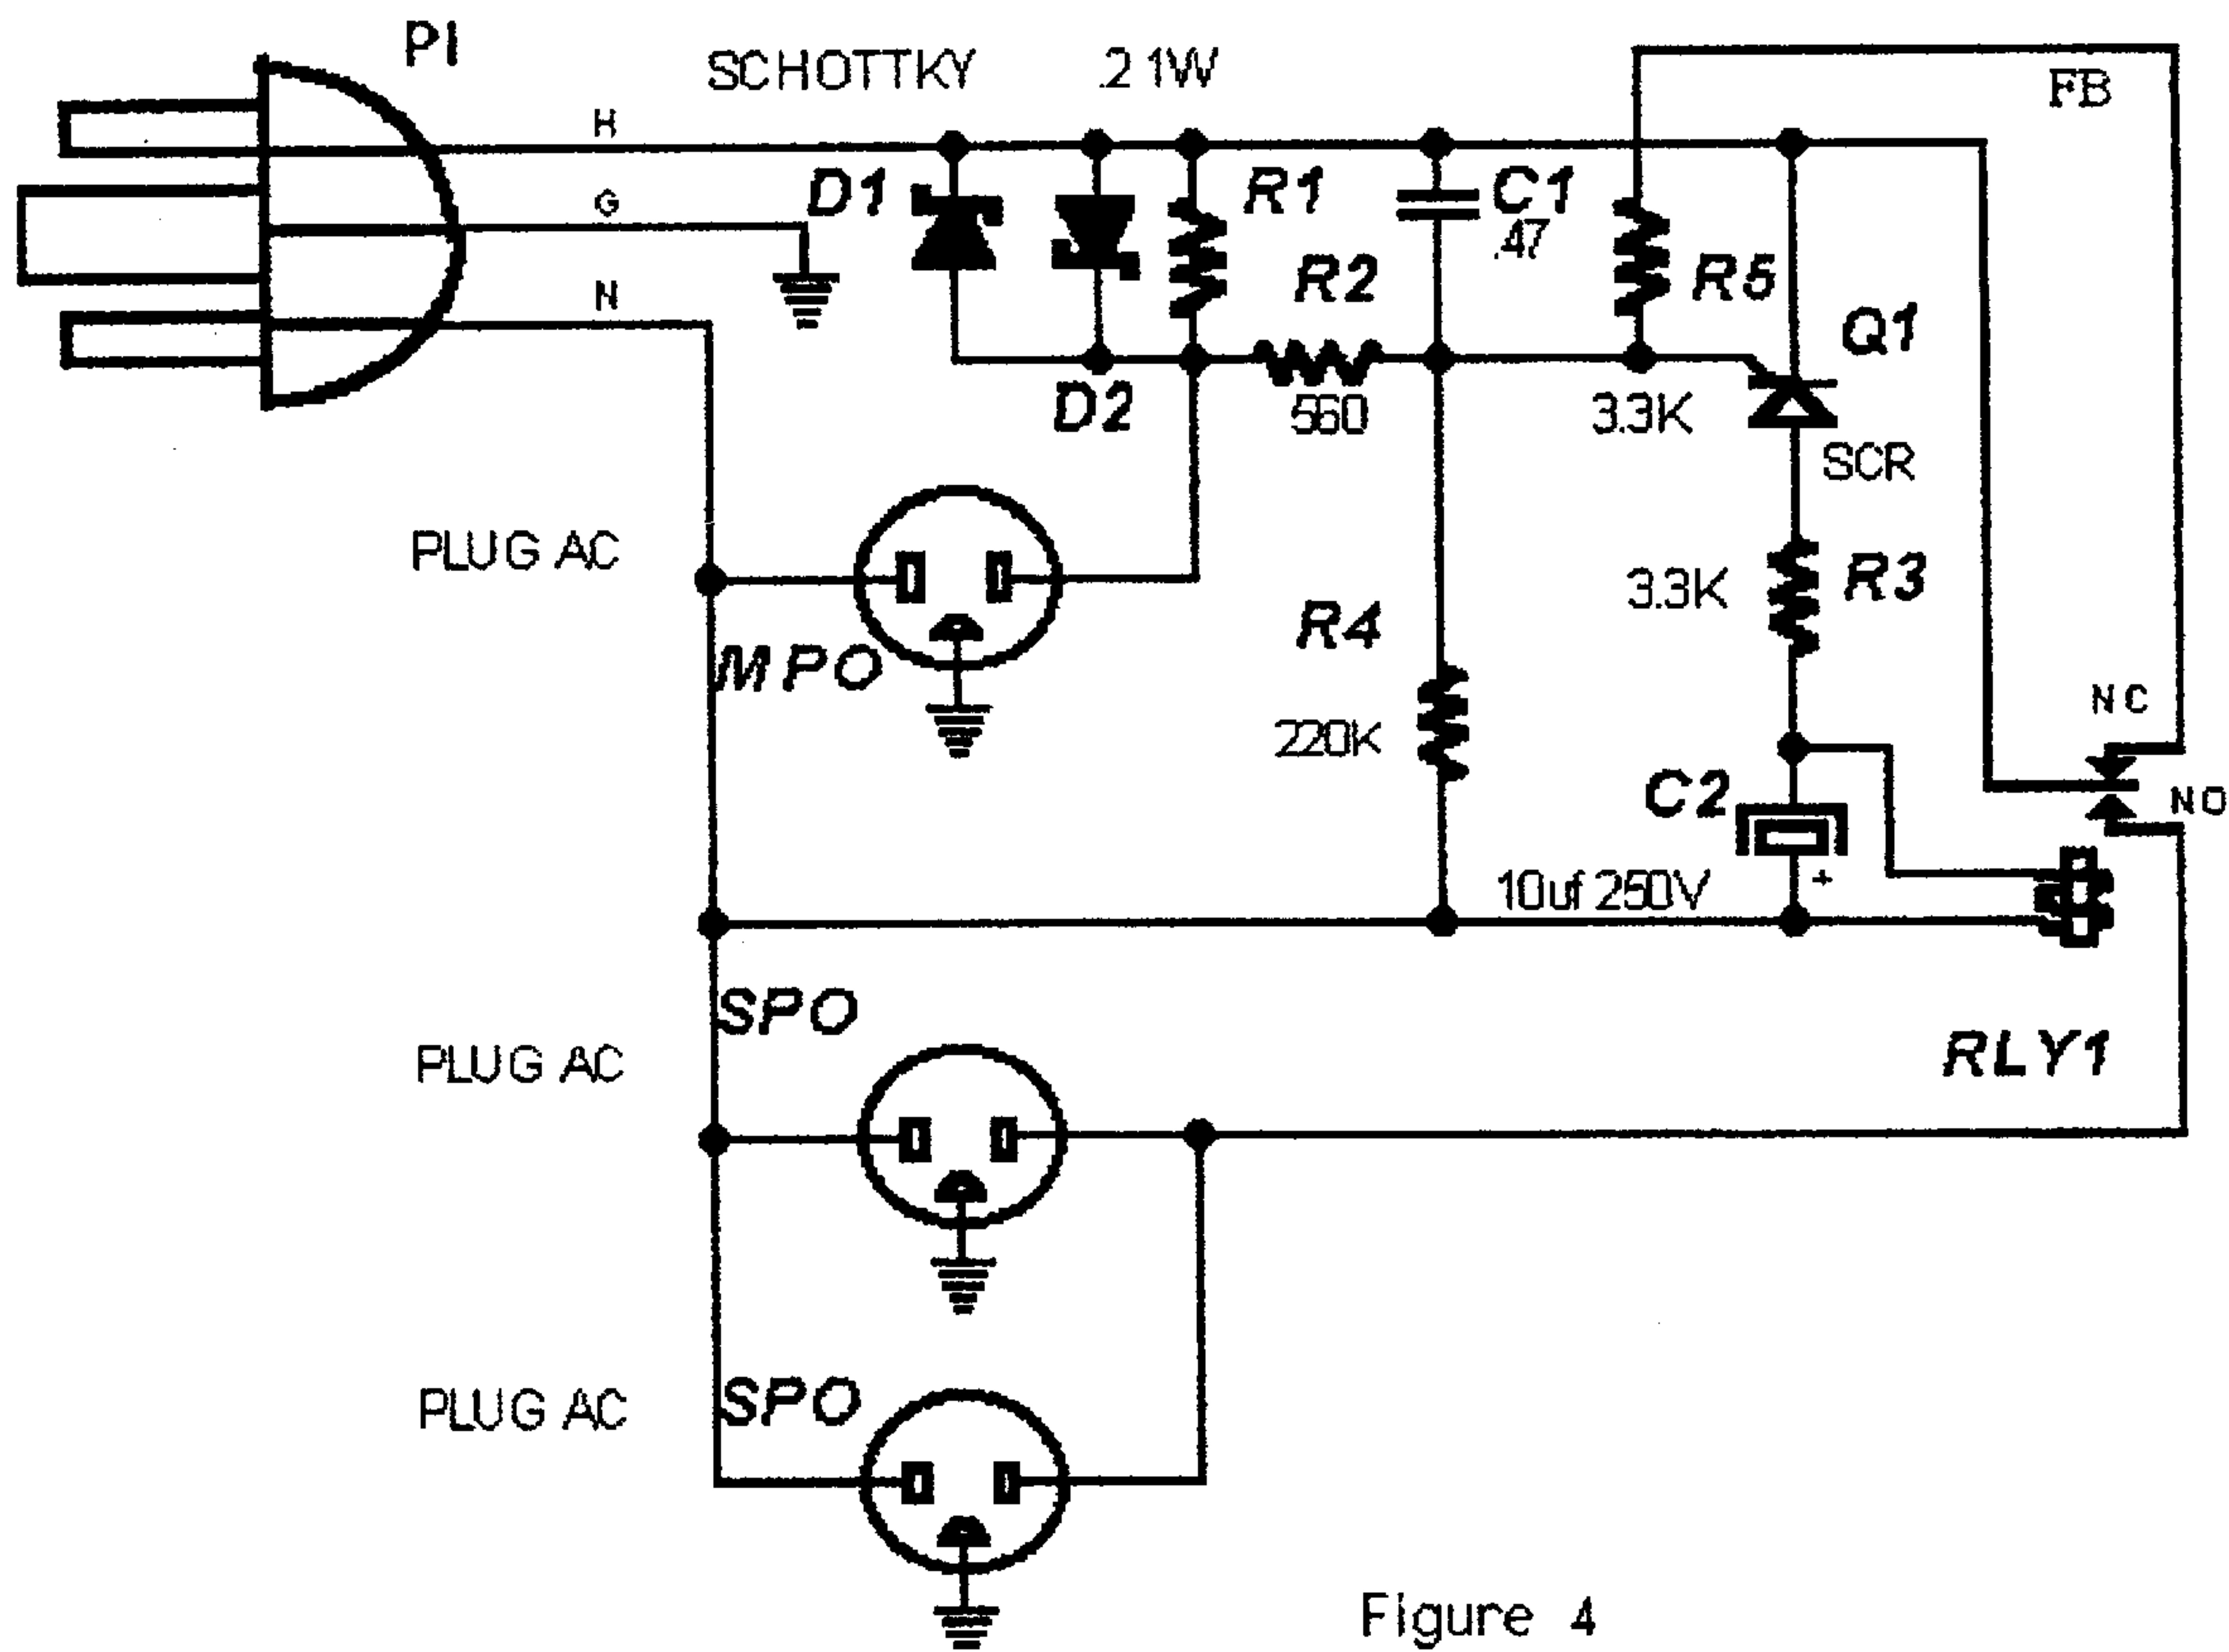 P1
SCHOTTKY
.2 1W
FB
H
D1
R1
C1
.47
G
R2
R5
N
Q1
D2
560
3.3K
SCR
PLUG AC
MPO
R4
3.3K
R3
220K
NC
C2
NO
10uf 250V
+
SPO
PLUG AC
RLY1
SPO
PLUG AC
Figure 4